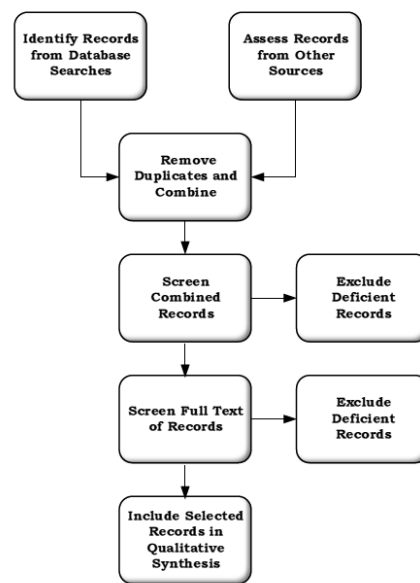 Identify Records
from Database
Searches
Assess Records
from Other
Sources
Remove
Duplicates and
Combine
Screen
Combined
Records
Exclude
Deficient
Records
Screen Full Text
of Records
Exclude
Deficient
Records
Include Selected
Records in
Qualitative
Synthesis